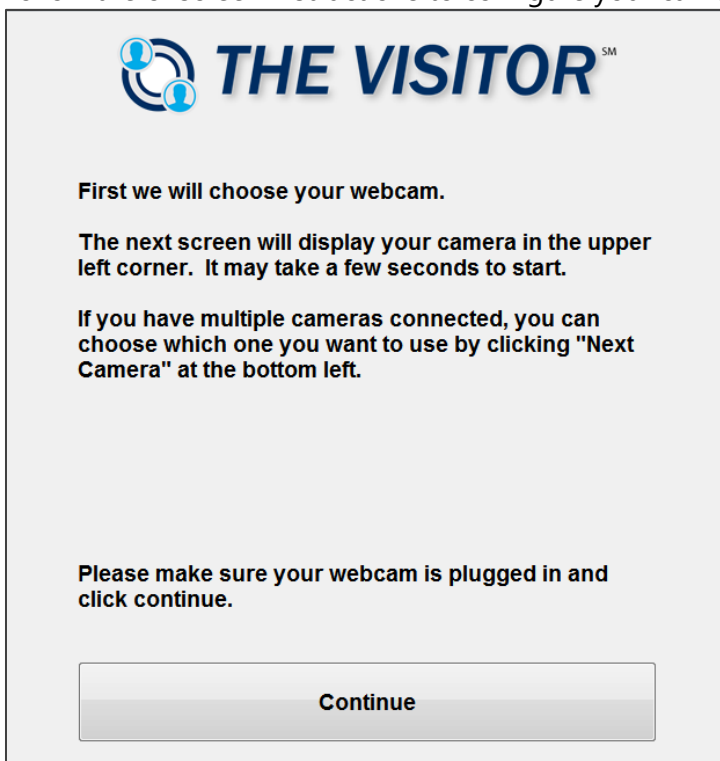 THE VISITOR℠
First we will choose your webcam.
The next screen will display your camera in the upper
left corner.  It may take a few seconds to start.
If you have multiple cameras connected, you can
choose which one you want to use by clicking "Next
Camera" at the bottom left.
Please make sure your webcam is plugged in and
click continue.
Continue